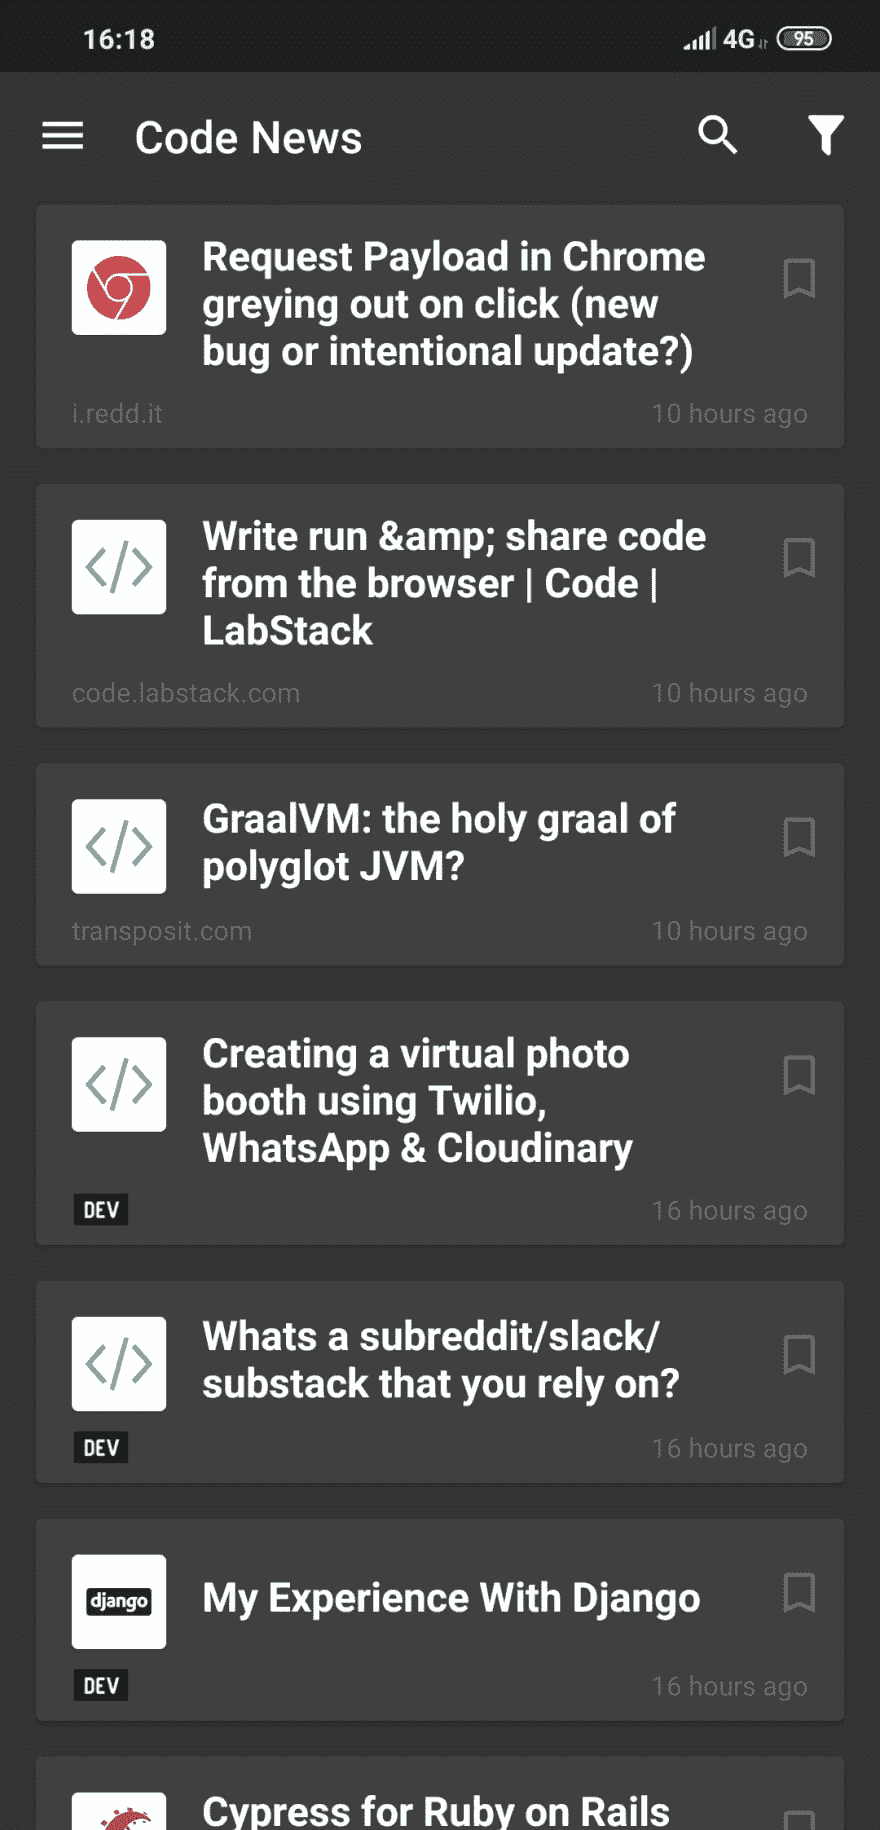 16:18
4G 95
Code News
Request Payload in Chrome
greying out on click (new
bug or intentional update?)
i.redd.it
10 hours ago
Write run &amp; share code
from the browser | Code |
LabStack
code.labstack.com
10 hours ago
</>
GraalVM: the holy graal of
polyglot JVM?
transposit.com
10 hours ago
</>
Creating a virtual photo
booth using Twilio,
WhatsApp & Cloudinary
DEV
16 hours ago
</>
Whats a subreddit/slack/
substack that you rely on?
DEV
16 hours ago
</>
django
My Experience With Django
DEV
16 hours ago
Cypress for Ruby on Rails